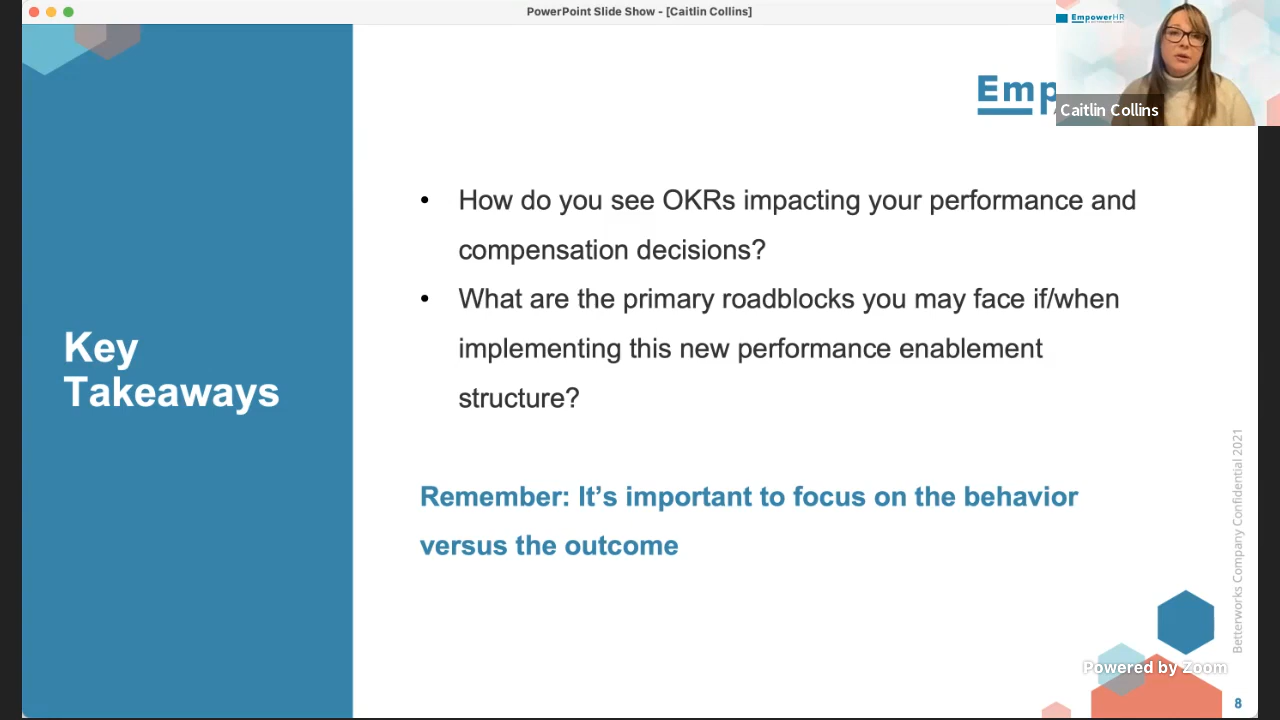 PowerPoint Slide Show - [Caitlin Collins]
EmpowerHR
Emp
Caitlin Collins
• How do you see OKRs impacting your performance and
compensation decisions?
• What are the primary roadblocks you may face if/when
implementing this new performance enablement
structure?
Key
Takeaways
Remember: It’s important to focus on the behavior
versus the outcome
Betterworks Company Confidential 2021
Powered by Zoom
8